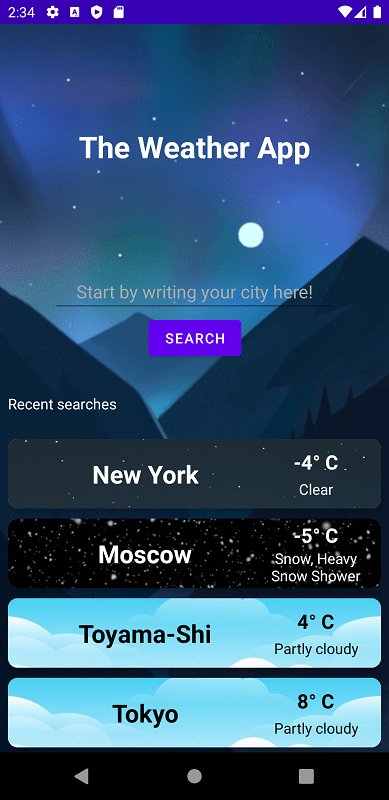 2:34
The Weather App
Start by writing your city here!
SEARCH
Recent searches
New York
-4° C
Clear
Moscow
-5° C
Snow, Heavy
Snow Shower
Toyama-Shi
4° C
Partly cloudy
Tokyo
8° C
Partly cloudy